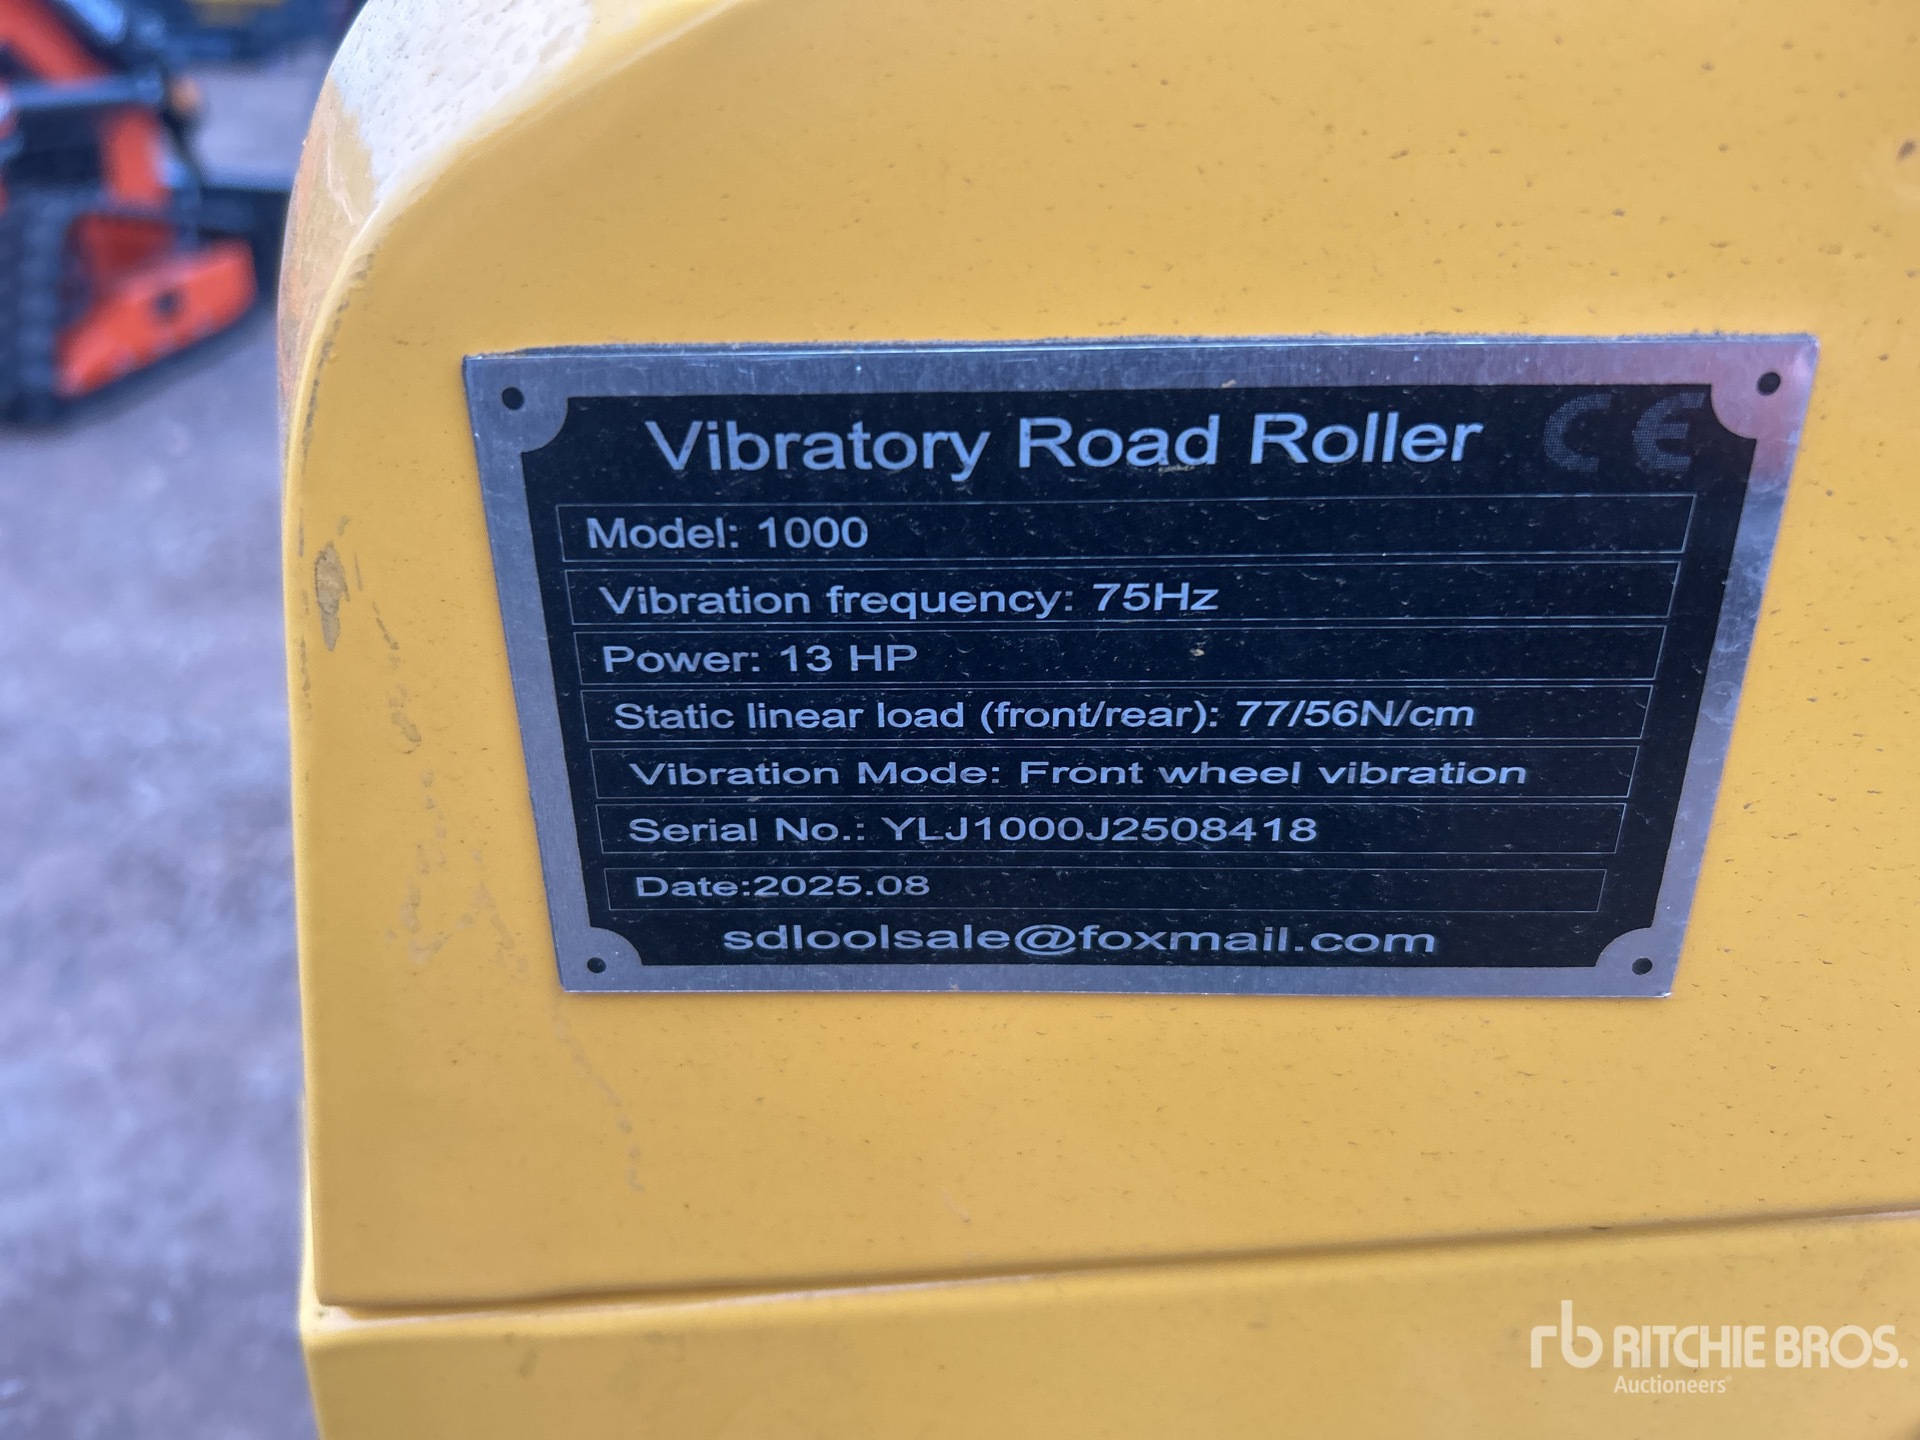 Vibratory Road Roller CE
Model: 1000
Vibration frequency: 75Hz
Power: 13 HP
Static linear load (front/rear): 77/56N/cm
Vibration Mode: Front wheel vibration
Serial No.: YLJ1000J2508418
Date:2025.08
sdloolsale@foxmail.com
rb RITCHIE BROS.
Auctioneers